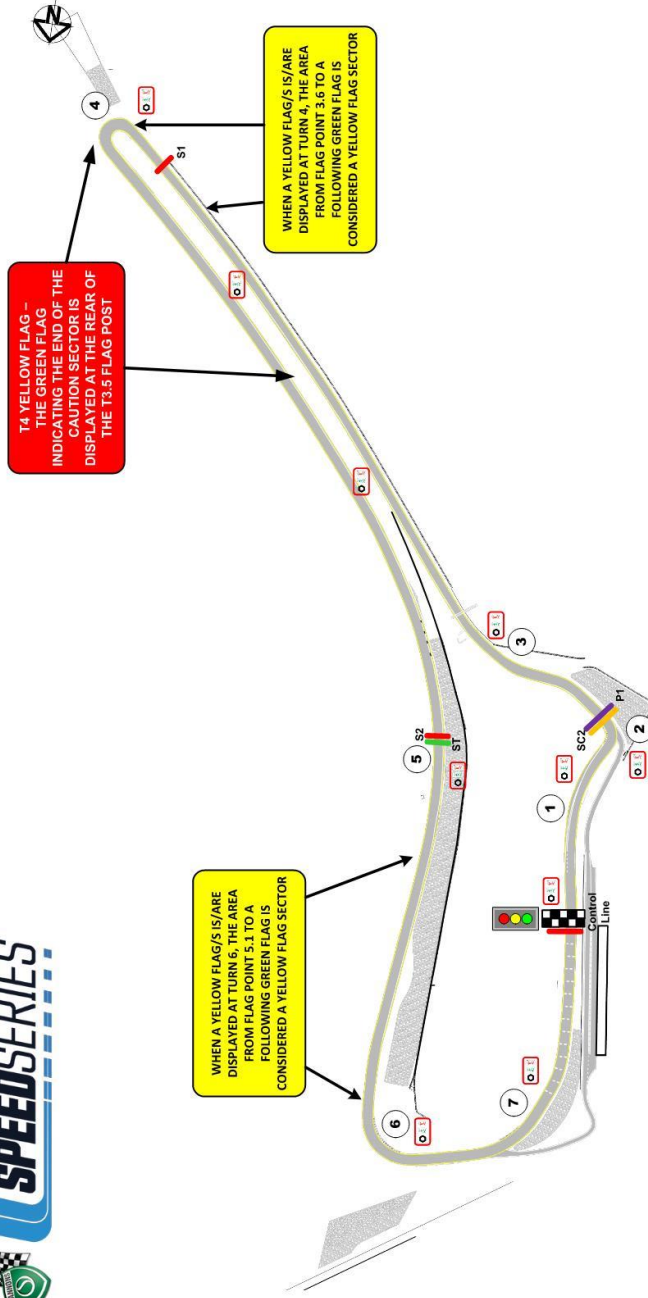 SPEEDSERIES
SHANNONS
N
T4 YELLOW FLAG –
THE GREEN FLAG
INDICATING THE END OF THE
CAUTION SECTOR IS
DISPLAYED AT THE REAR OF
THE T3.5 FLAG POST
WHEN A YELLOW FLAG/S IS/ARE
DISPLAYED AT TURN 4, THE AREA
FROM FLAG POINT 3.6 TO A
FOLLOWING GREEN FLAG IS
CONSIDERED A YELLOW FLAG SECTOR
WHEN A YELLOW FLAG/S IS/ARE
DISPLAYED AT TURN 6, THE AREA
FROM FLAG POINT 5.1 TO A
FOLLOWING GREEN FLAG IS
CONSIDERED A YELLOW FLAG SECTOR
4
S1
S2
5
ST
6
7
Control
Line
1
SC2
P1
2
3